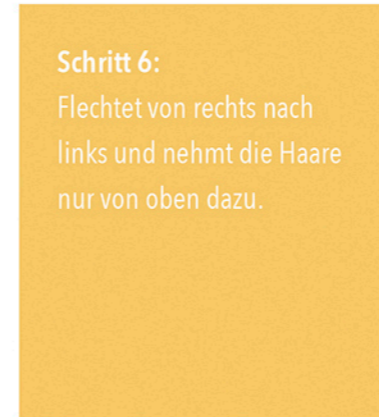 Schritt 6:
Flechtet von rechts nach
links und nehmt die Haare
nur von oben dazu.